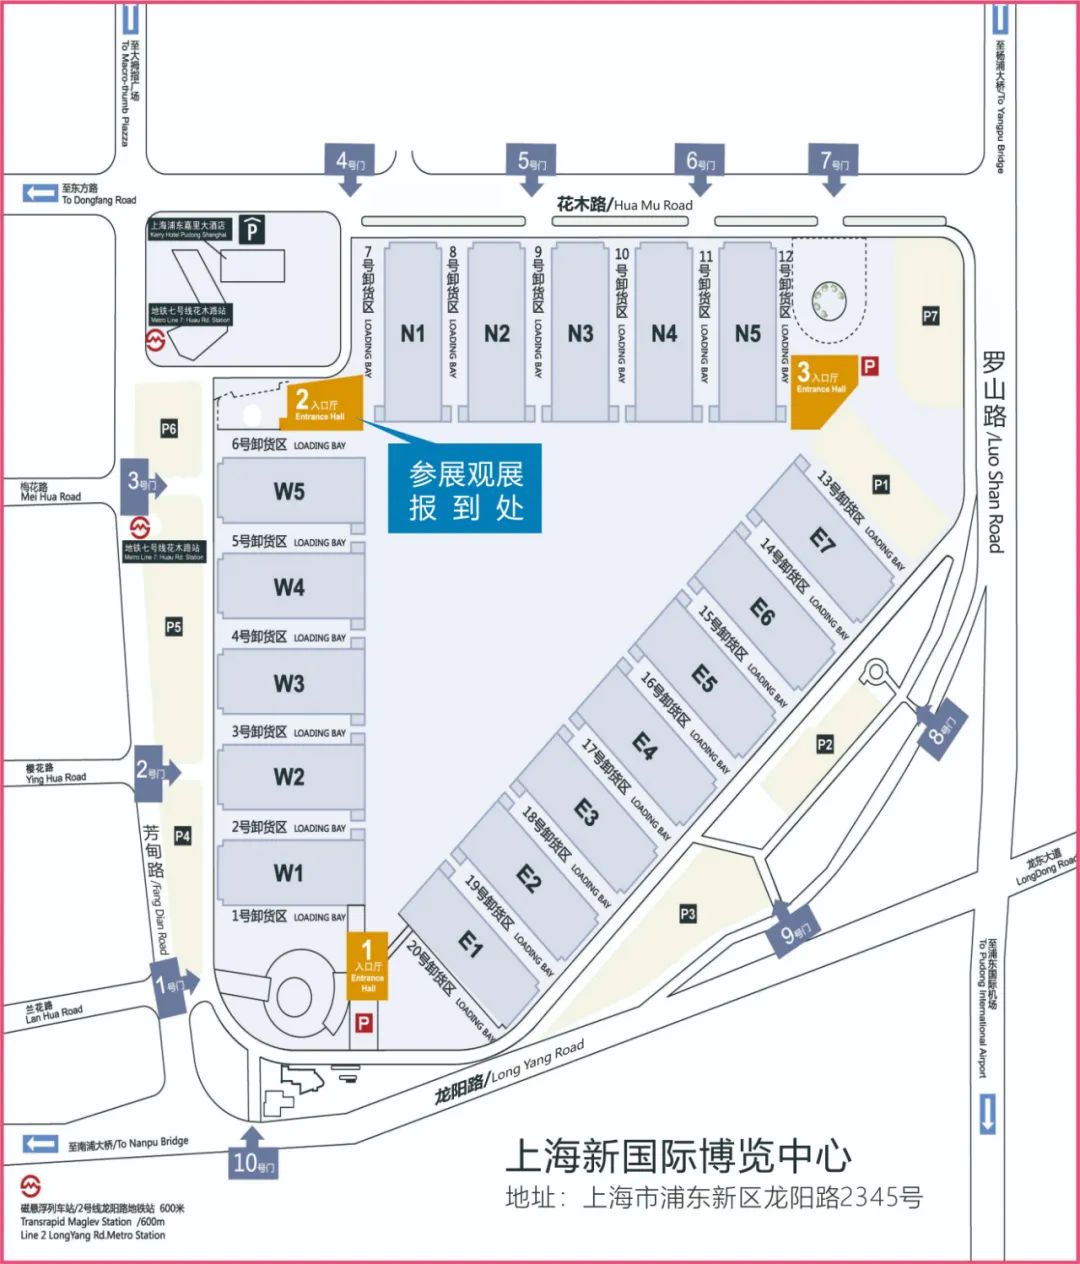 至大拇指广场
To Macro-thumb Piazza
至杨浦大桥/To Yangpu Bridge
4号门
5号门
6号门
7号门
至东方路
To Dongfang Road
花木路/Hua Mu Road
上海浦东嘉里大酒店
Kerry Hotel Pudong Shanghai
P
地铁七号线花木路站
Metro Line 7: Huau Rd. Station
7号卸货区 LOADING BAY
8号卸货区 LOADING BAY
9号卸货区 LOADING BAY
10号卸货区 LOADING BAY
11号卸货区 LOADING BAY
12号卸货区 LOADING BAY
N1
N2
N3
N4
N5
P7
罗山路/Luo Shan Road
2入口厅
Entrance Hall
3入口厅
Entrance Hall
P
参展观展
报到处
P6
3号门
梅花路
Mei Hua Road
地铁七号线花木路站
Metro Line 7: Huau Rd. Station
6号卸货区 LOADING BAY
W5
5号卸货区 LOADING BAY
W4
4号卸货区 LOADING BAY
W3
3号卸货区 LOADING BAY
W2
2号卸货区 LOADING BAY
W1
1号卸货区 LOADING BAY
P1
13号卸货区 LOADING BAY
E7
14号卸货区 LOADING BAY
E6
15号卸货区 LOADING BAY
E5
16号卸货区 LOADING BAY
E4
17号卸货区 LOADING BAY
E3
18号卸货区 LOADING BAY
E2
19号卸货区 LOADING BAY
E1
20号卸货区 LOADING BAY
P5
2号门
樱花路
Ying Hua Road
P4
芳甸路/Fang Dian Road
1号门
兰花路
Lan Hua Road
1
入口厅
Entrance
Hall
P
P2
8号门
P3
9号门
龙东大道
LongDong Road
至浦东国际机场
To Pudong International Airport
龙阳路/Long Yang Road
至南浦大桥/To Nanpu Bridge
10号门
磁悬浮列车站/2号线龙阳路地铁站 600米
Transrapid Maglev Station /600m
Line 2 LongYang Rd.Metro Station
上海新国际博览中心
地址：上海市浦东新区龙阳路2345号